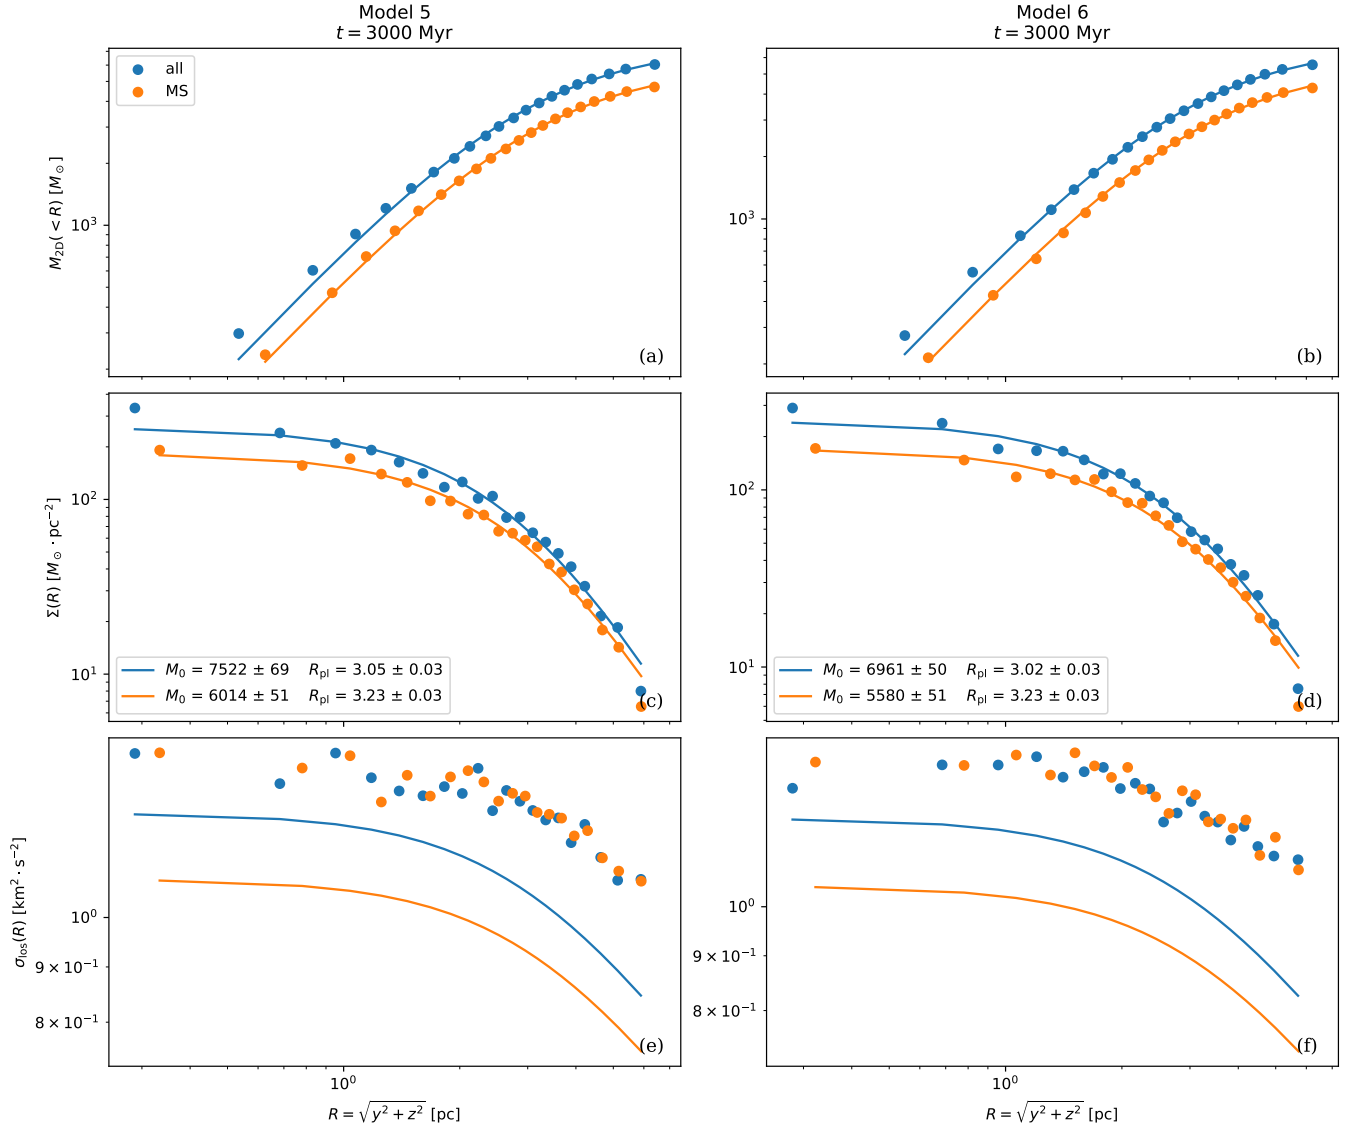 Model 5
t = 3000 Myr
Model 6
t = 3000 Myr
all
MS
M_2D(<R) [M_⊙]
10^3
(a)
10^3
(b)
Σ(R) [M_⊙ · pc^−2]
10^2
10^1
M_0 = 7522 ± 69 R_pl = 3.05 ± 0.03
M_0 = 6014 ± 51 R_pl = 3.23 ± 0.03
(c)
10^2
10^1
M_0 = 6961 ± 50 R_pl = 3.02 ± 0.03
M_0 = 5580 ± 51 R_pl = 3.23 ± 0.03
(d)
σ_los(R) [km^2 · s^−2]
10^0
9 × 10^−1
8 × 10^−1
(e)
10^0
9 × 10^−1
8 × 10^−1
(f)
10^0
10^0
R = √(y^2 + z^2) [pc]
R = √(y^2 + z^2) [pc]